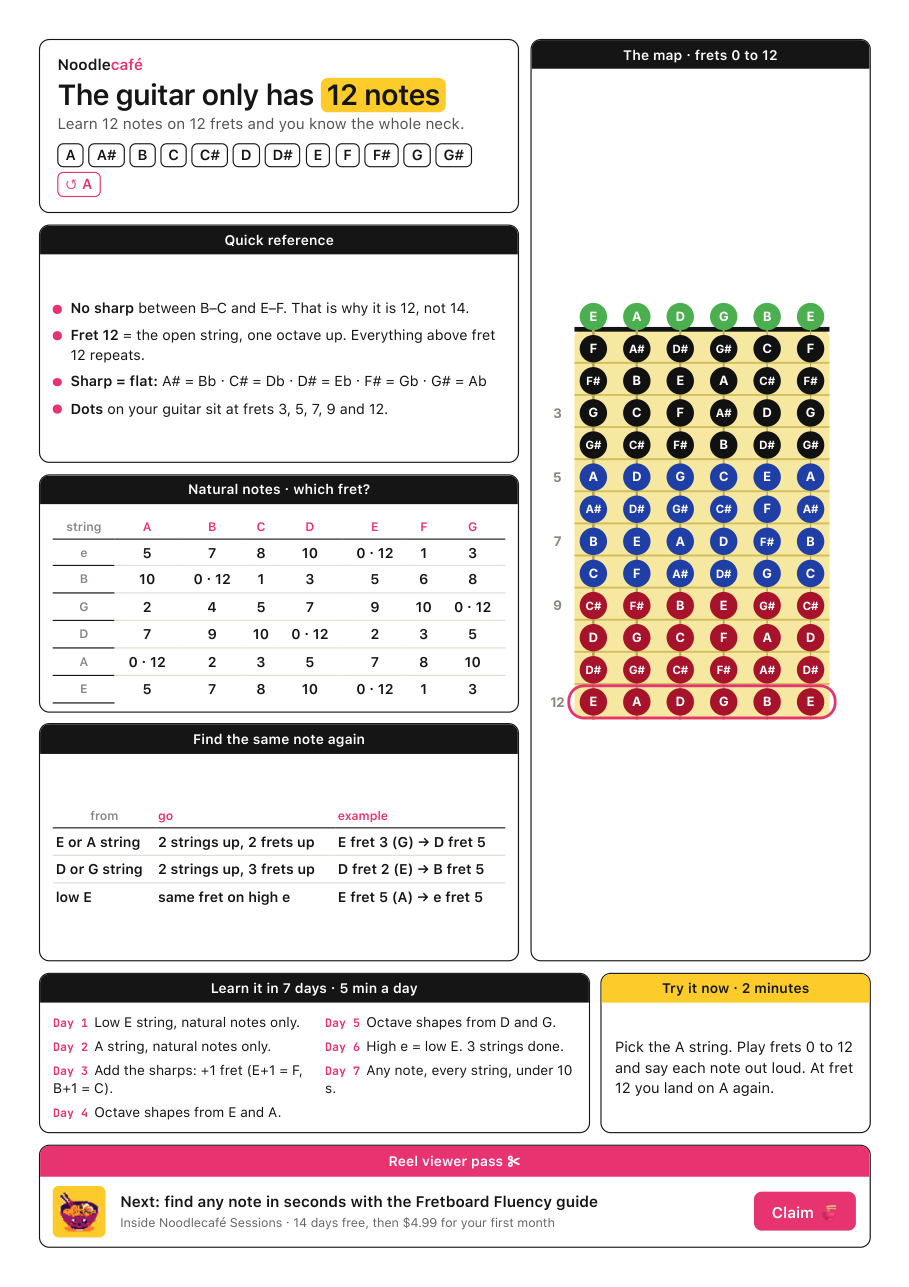 Noodlecafé
The guitar only has 12 notes
Learn 12 notes on 12 frets and you know the whole neck.
A A# B C C# D D# E F F# G G#
↺ A
Quick reference
No sharp between B–C and E–F. That is why it is 12, not 14.
Fret 12 = the open string, one octave up. Everything above fret
12 repeats.
Sharp = flat: A# = Bb · C# = Db · D# = Eb · F# = Gb · G# = Ab
Dots on your guitar sit at frets 3, 5, 7, 9 and 12.
Natural notes · which fret?
string A B C D E F G
e 5 7 8 10 0 · 12 1 3
B 10 0 · 12 1 3 5 6 8
G 2 4 5 7 9 10 0 · 12
D 7 9 10 0 · 12 2 3 5
A 0 · 12 2 3 5 7 8 10
E 5 7 8 10 0 · 12 1 3
Find the same note again
from go example
E or A string 2 strings up, 2 frets up E fret 3 (G) → D fret 5
D or G string 2 strings up, 3 frets up D fret 2 (E) → B fret 5
low E same fret on high e E fret 5 (A) → e fret 5
The map · frets 0 to 12
E A D G B E
F A# D# G# C F
F# B E A C# F#
3 G C F A# D G
G# C# F# B D# G#
5 A D G C E A
A# D# G# C# F A#
7 B E A D F# B
C F A# D# G C
9 C# F# B E G# C#
D G C F A D
D# G# C# F# A# D#
12 E A D G B E
Learn it in 7 days · 5 min a day
Day 1 Low E string, natural notes only.
Day 2 A string, natural notes only.
Day 3 Add the sharps: +1 fret (E+1 = F,
B+1 = C).
Day 4 Octave shapes from E and A.
Day 5 Octave shapes from D and G.
Day 6 High e = low E. 3 strings done.
Day 7 Any note, every string, under 10
s.
Try it now · 2 minutes
Pick the A string. Play frets 0 to 12
and say each note out loud. At fret
12 you land on A again.
Reel viewer pass ✂
Next: find any note in seconds with the Fretboard Fluency guide
Inside Noodlecafé Sessions · 14 days free, then $4.99 for your first month
Claim